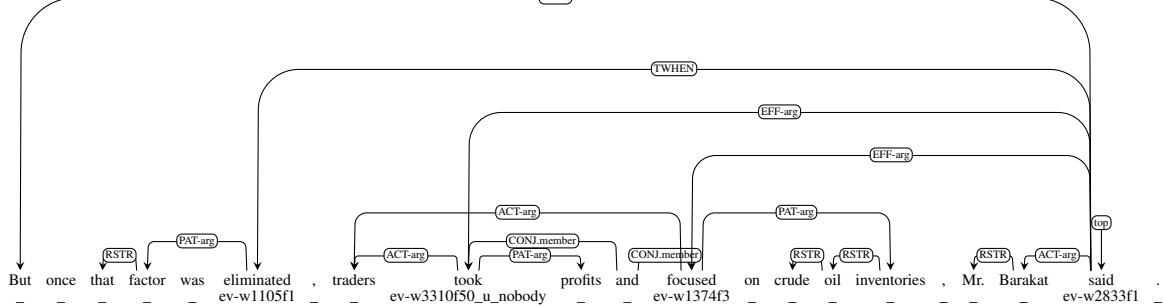 TWHEN
EFF-arg
EFF-arg
ACT-arg PAT-arg
top
PAT-arg CONJ.member
RSTR ACT-arg PAT-arg CONJ.member RSTR RSTR RSTR ACT-arg
But once that factor was eliminated , traders took profits and focused on crude oil inventories , Mr. Barakat said .
_ _ _ _ _ ev-w1105f1 _ _ ev-w3310f50_u_nobody _ _ ev-w1374f3 _ _ _ _ _ _ _ ev-w2833f1 _